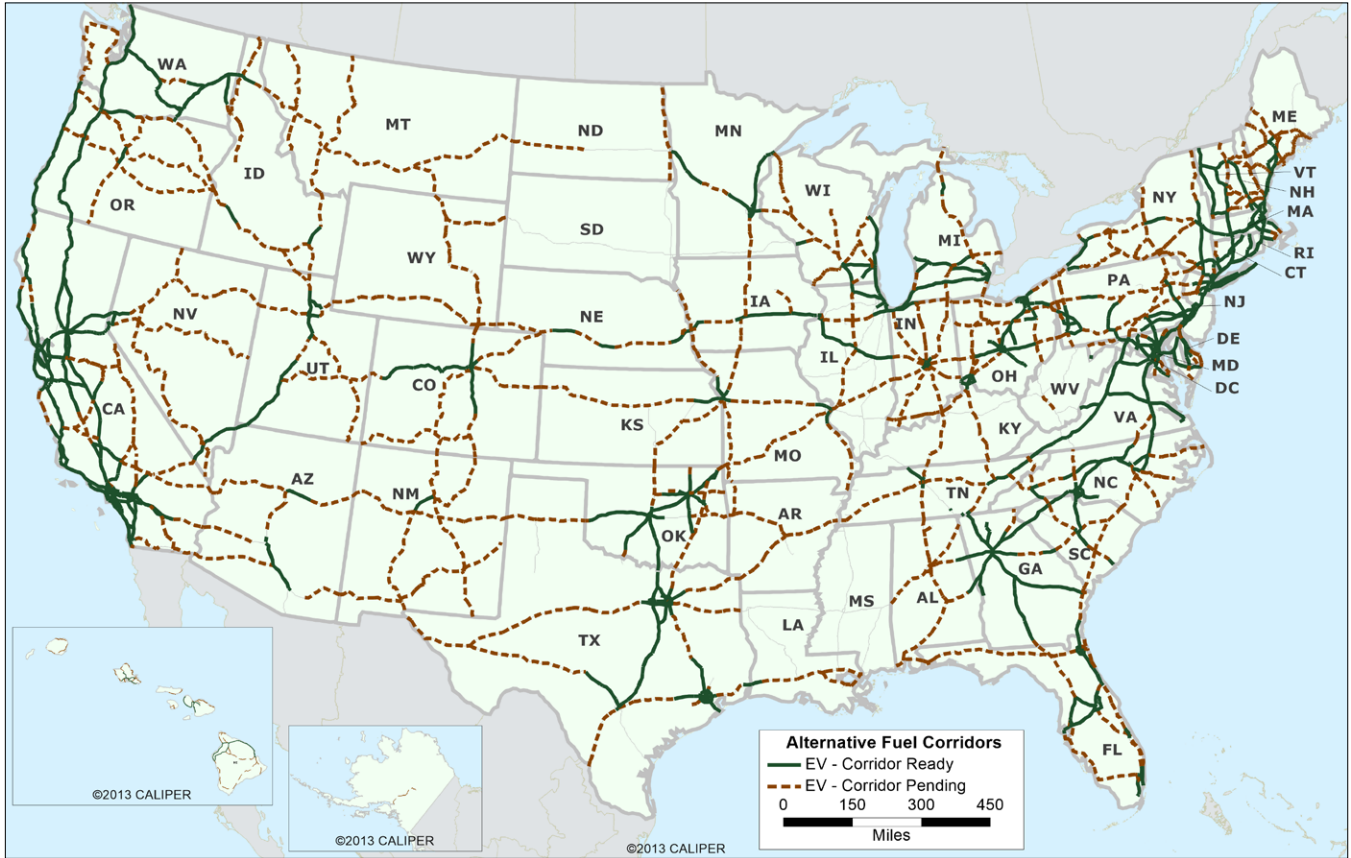 WA
MT
ND
MN
ME
VT
NH
MA
RI
CT
NY
WI
MI
ID
OR
SD
WY
IA
PA
NJ
DE
MD
DC
NE
NV
UT
CO
IL
IN
OH
WV
VA
CA
KS
MO
KY
AZ
NM
OK
AR
TN
NC
SC
GA
AL
MS
LA
TX
FL
©2013 CALIPER
©2013 CALIPER
©2013 CALIPER
Alternative Fuel Corridors
EV - Corridor Ready
EV - Corridor Pending
0 150 300 450
Miles